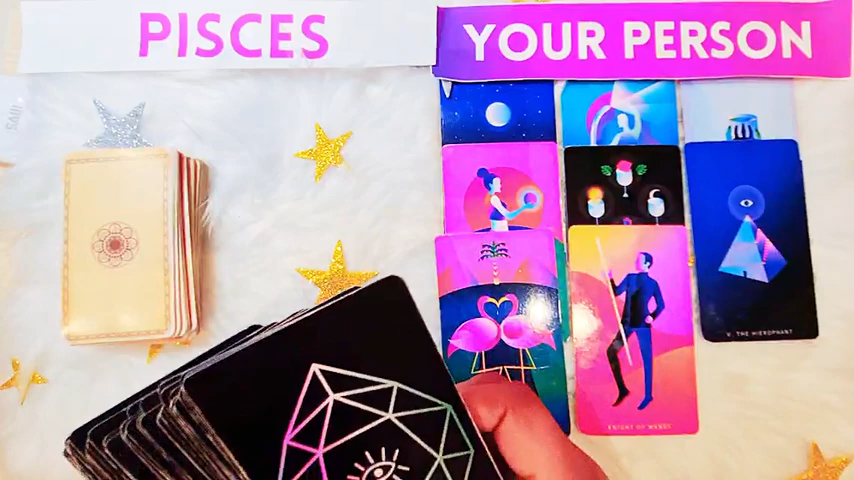 PISCES
YOUR PERSON
V. THE HIEROPHANT
KNIGHT OF WANDS